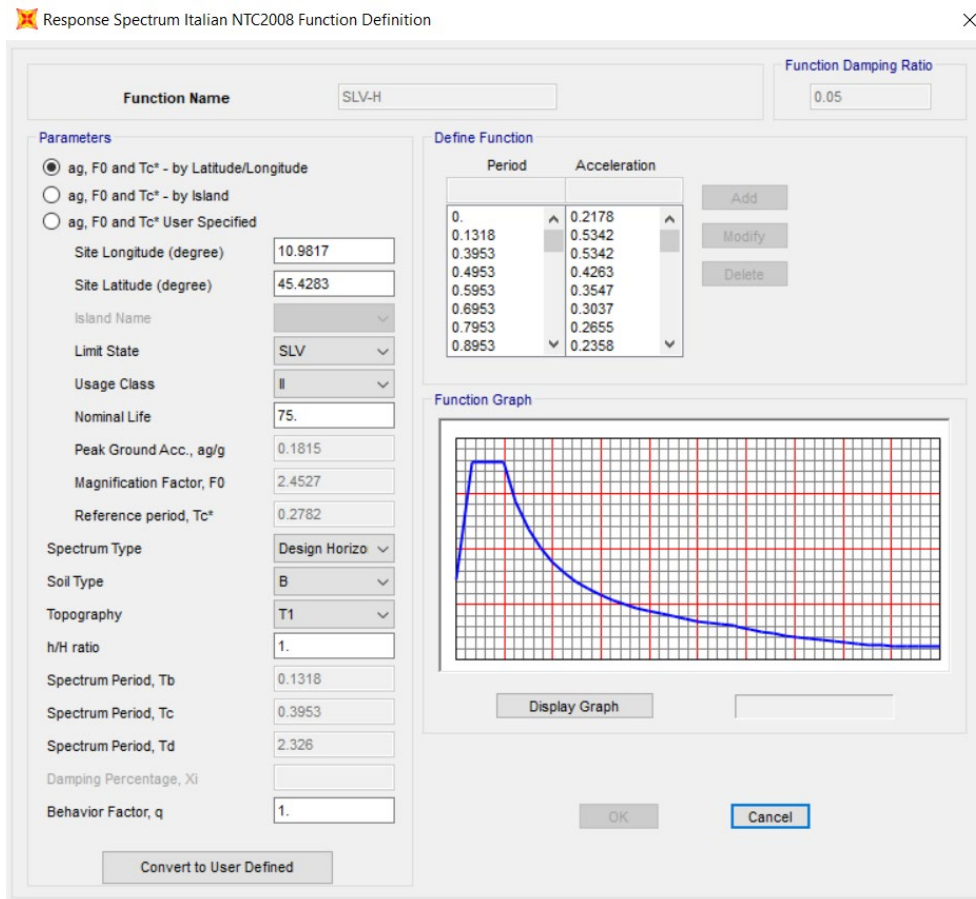 Response Spectrum Italian NTC2008 Function Definition
Function Name
SLV-H
Function Damping Ratio
0.05
Parameters
ag, F0 and Tc* - by Latitude/Longitude
ag, F0 and Tc* - by Island
ag, F0 and Tc* User Specified
Site Longitude (degree) 10.9817
Site Latitude (degree) 45.4283
Island Name
Limit State SLV
Usage Class II
Nominal Life 75.
Peak Ground Acc., ag/g 0.1815
Magnification Factor, F0 2.4527
Reference period, Tc* 0.2782
Spectrum Type Design Horizo
Soil Type B
Topography T1
h/H ratio 1.
Spectrum Period, Tb 0.1318
Spectrum Period, Tc 0.3953
Spectrum Period, Td 2.326
Damping Percentage, Xi
Behavior Factor, q 1.
Convert to User Defined
Define Function
Period Acceleration
0. 0.2178
0.1318 0.5342
0.3953 0.5342
0.4953 0.4263
0.5953 0.3547
0.6953 0.3037
0.7953 0.2655
0.8953 0.2358
Add
Modify
Delete
Function Graph
Display Graph
OK Cancel